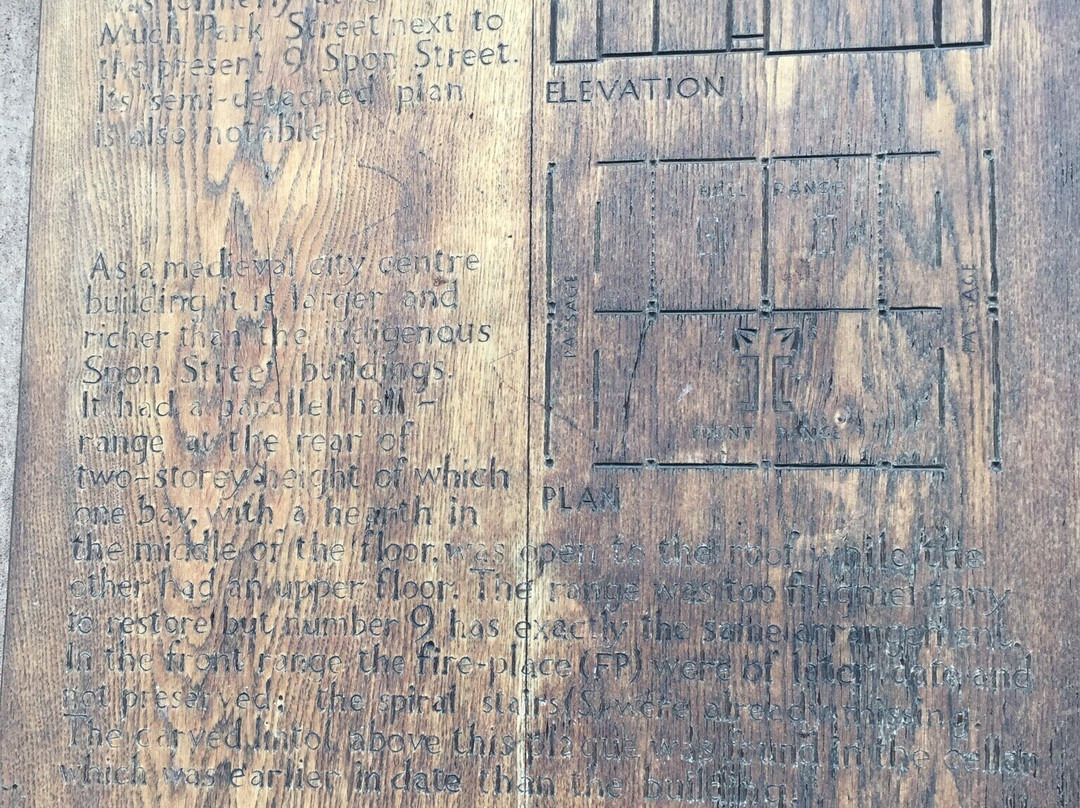 was formerly
Much Park Street next to
the present 9 Spon Street.
Its semi-detached plan
is also notable.
ELEVATION
HALL RANGE
PASSAGE
PASSAGE
FRONT RANGE
PLAN
As a medieval city centre
building it is larger and
richer than the indigenous
Spon Street buildings.
It had a parallel hall-
range at the rear of
two-storey height of which
one bay, with a hearth in
the middle of the floor, was open to the roof while the
other had an upper floor. The range was too fragmentary
to restore but number 9 has exactly the same arrangement.
In the front range the fire-place (FP) were of later date and
not preserved; the spiral stairs (S) were already missing.
The carved lintol above this plaque was found in the cellar
which was earlier in date than the building.